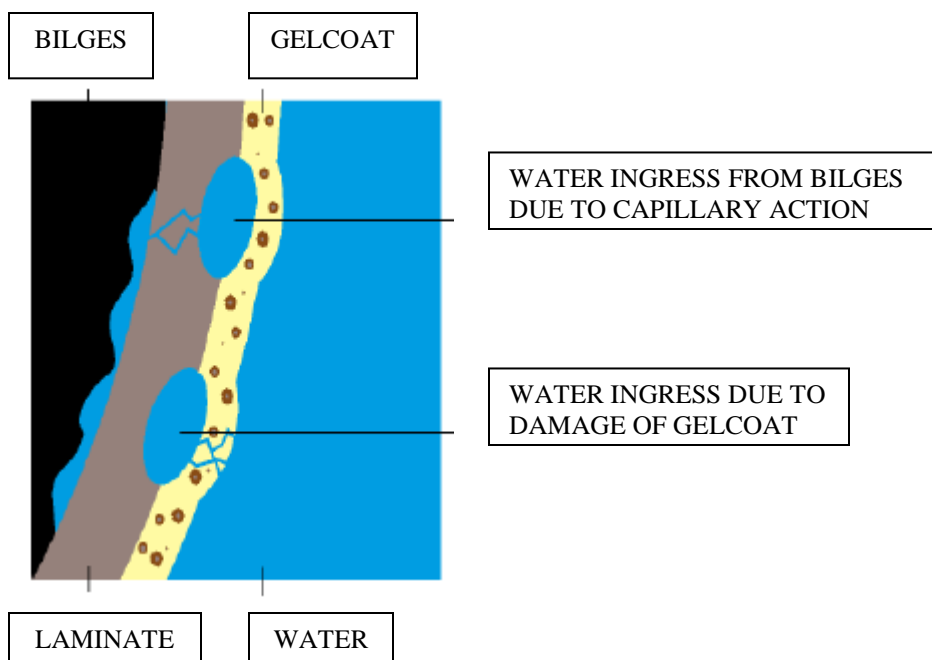 BILGES
GELCOAT
WATER INGRESS FROM BILGES
DUE TO CAPILLARY ACTION
WATER INGRESS DUE TO
DAMAGE OF GELCOAT
LAMINATE
WATER